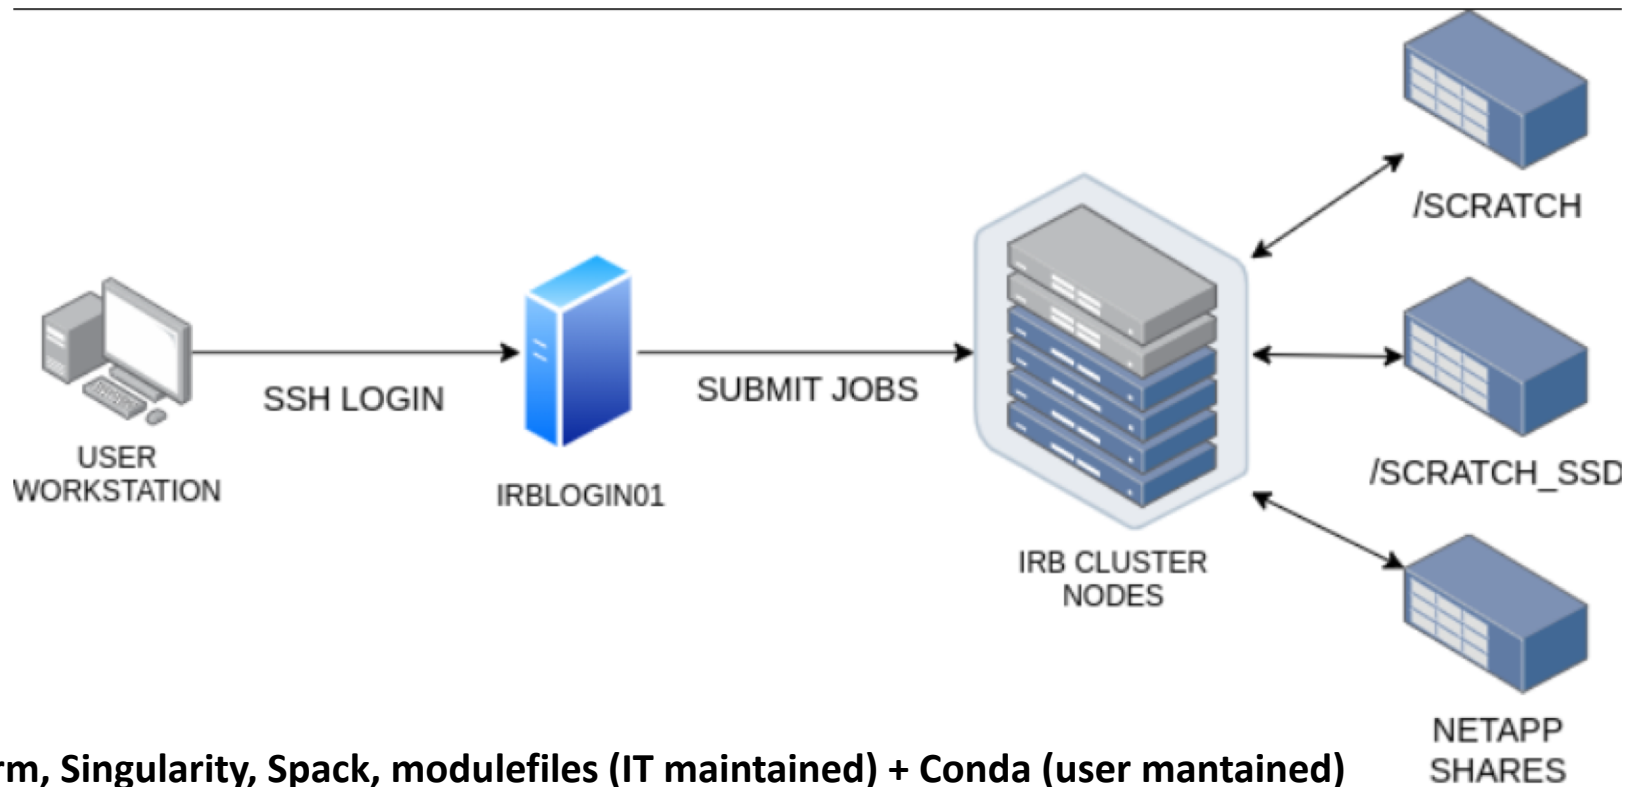 /SCRATCH
SSH LOGIN
SUBMIT JOBS
USER
WORKSTATION
IRBLOGIN01
/SCRATCH_SSD
IRB CLUSTER
NODES
NETAPP
SHARES
Singularity, Spack, modulefiles (IT maintained) + Conda (user mantained)